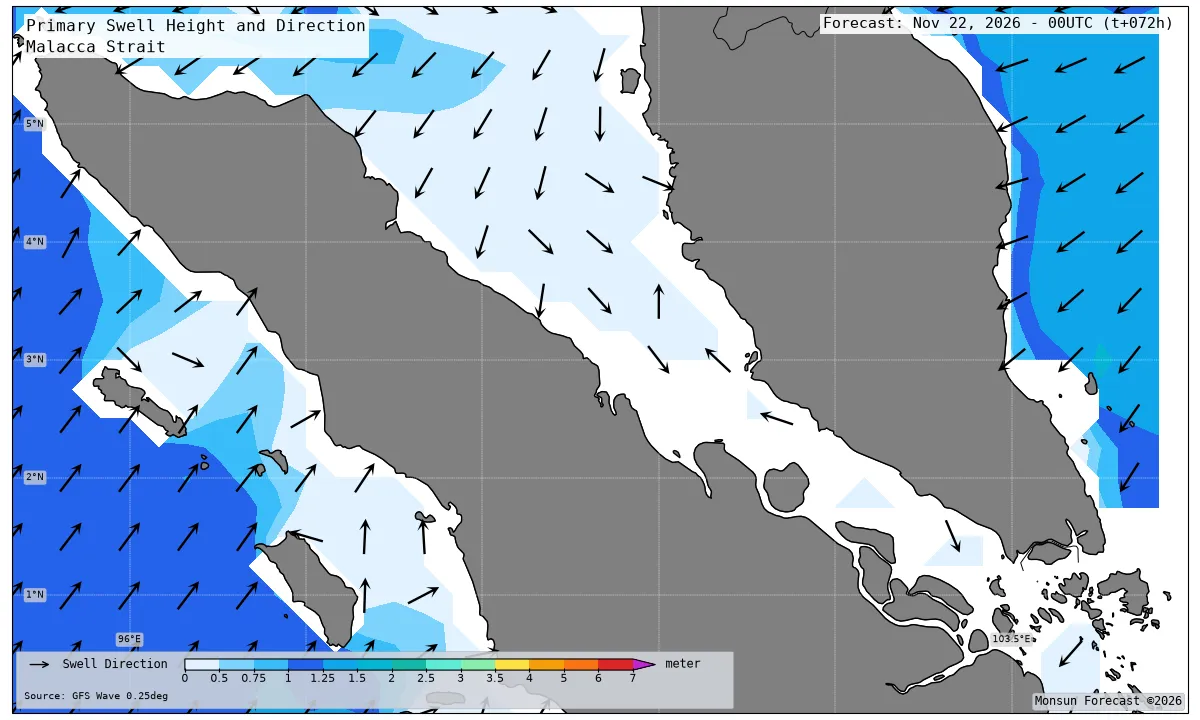 Primary Swell Height and Direction
Malacca Strait
Forecast: Nov 22, 2026 - 00UTC (t+072h)
5°N
4°N
3°N
2°N
1°N
96°E
103.5°E
Swell Direction
meter
0 0.5 0.75 1 1.25 1.5 2 2.5 3 3.5 4 5 6 7
Source: GFS Wave 0.25deg
Monsun Forecast ©2026